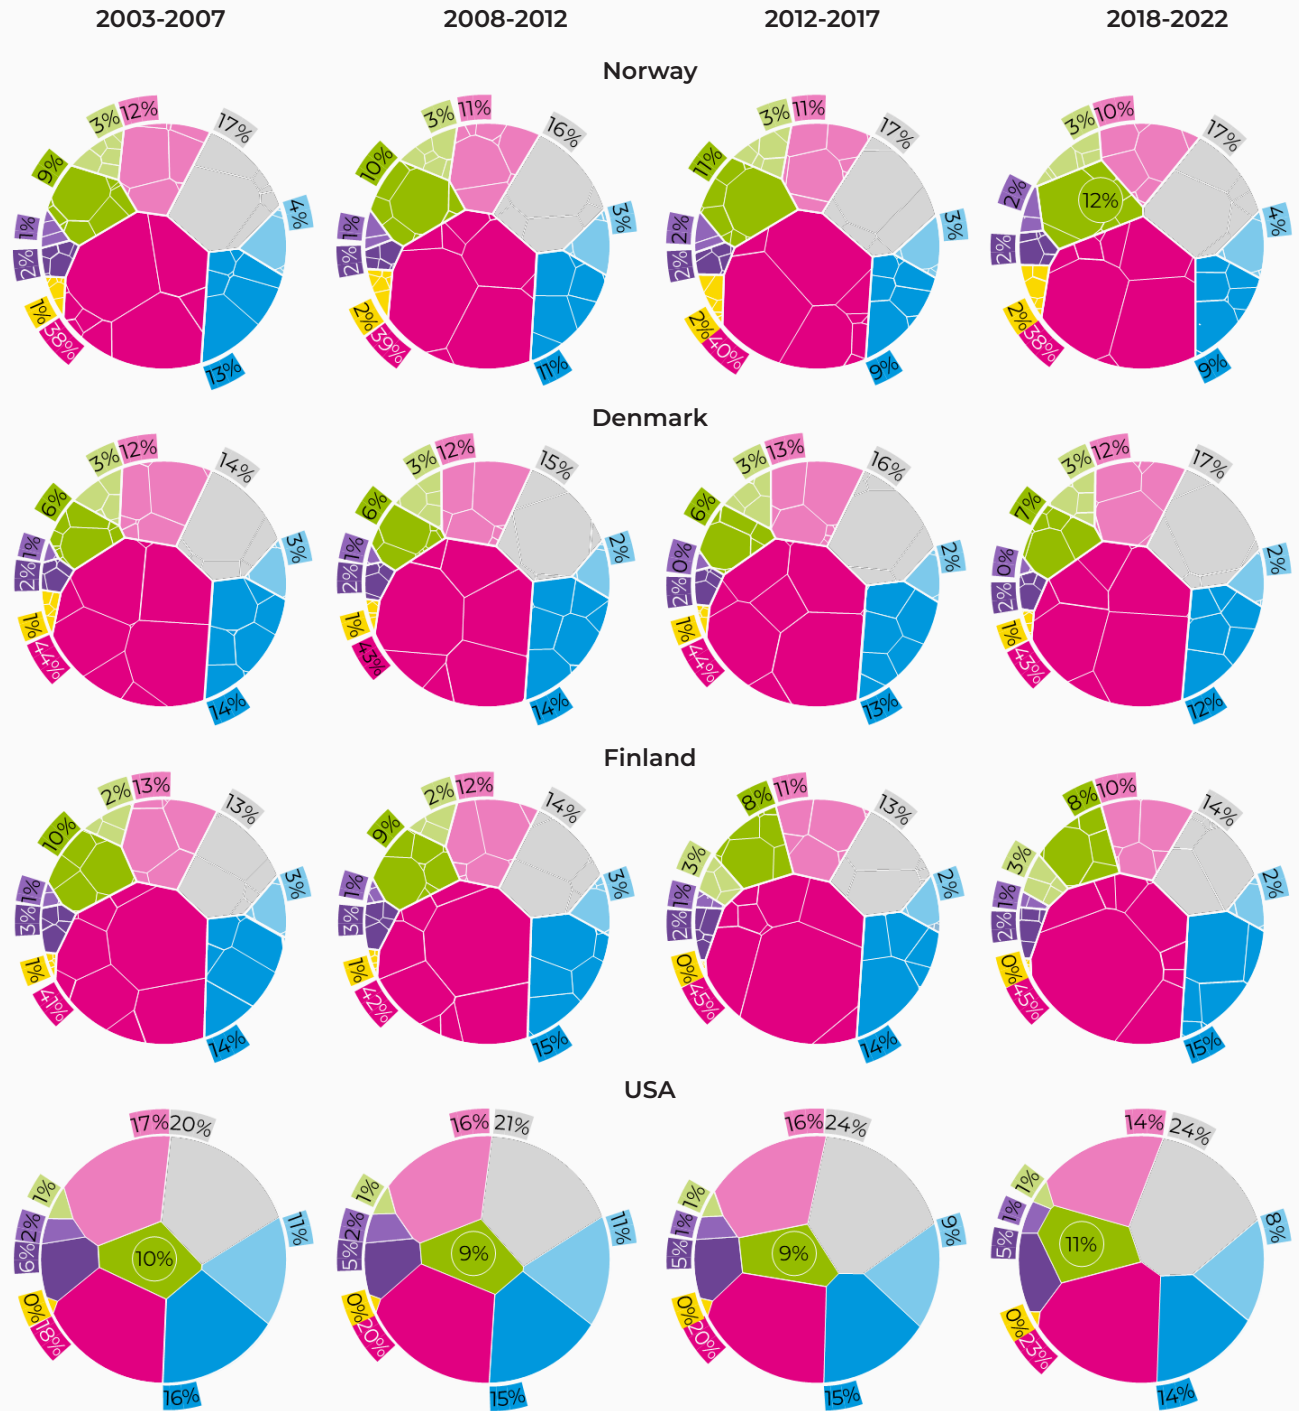 2003-2007 2008-2012 2012-2017 2018-2022
Norway
3% 12% 17% 4% 13% 38% 1% 2% 1% 9%
3% 11% 16% 3% 11% 39% 2% 2% 1% 10%
3% 11% 17% 3% 9% 40% 2% 2% 2% 11%
3% 10% 17% 4% 9% 38% 2% 2% 2% 12%
Denmark
3% 12% 14% 3% 14% 44% 1% 2% 1% 6%
3% 12% 15% 2% 14% 43% 1% 2% 1% 6%
3% 13% 16% 2% 13% 44% 1% 2% 0% 6%
3% 12% 17% 2% 12% 43% 1% 2% 0% 7%
Finland
2% 13% 13% 3% 14% 41% 1% 3% 1% 10%
2% 12% 14% 3% 15% 42% 1% 3% 1% 9%
8% 11% 13% 2% 14% 45% 0% 2% 1% 3%
8% 10% 14% 2% 15% 45% 0% 2% 1% 3%
USA
17% 20% 11% 16% 18% 0% 6% 2% 1% 10%
16% 21% 11% 15% 20% 0% 5% 2% 1% 9%
16% 24% 9% 15% 20% 0% 5% 1% 1% 9%
14% 24% 8% 14% 23% 0% 5% 1% 1% 11%